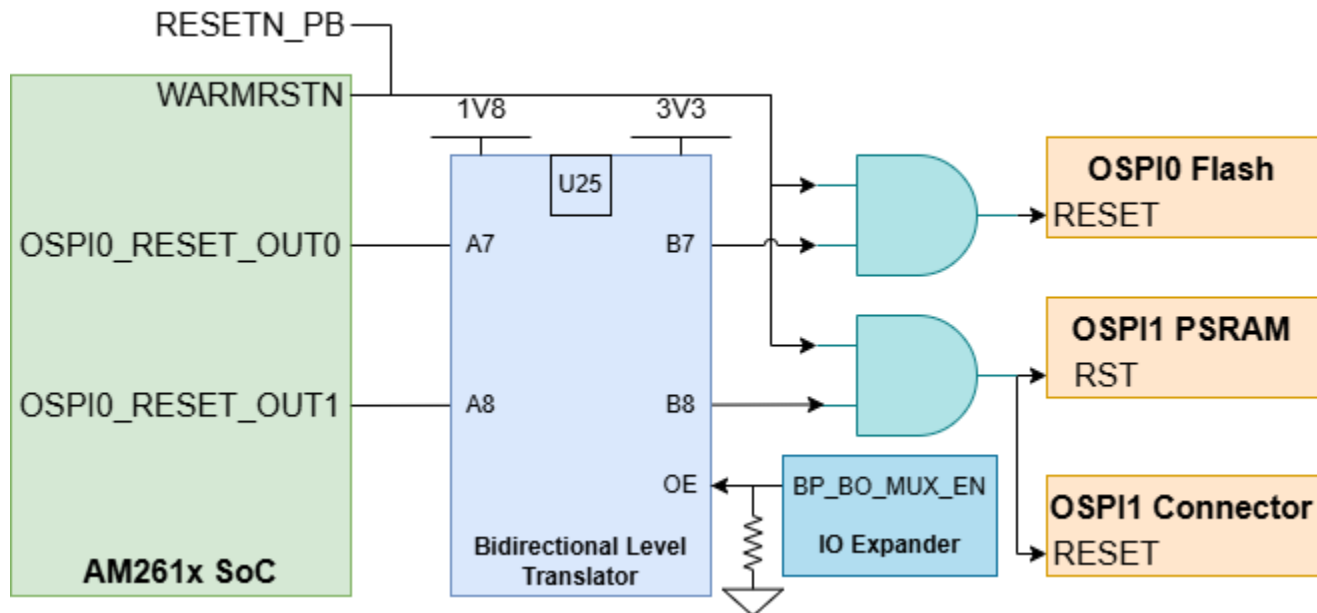 RESETN_PB
WARMRSTN
1V8
3V3
U25
OSPI0 Flash
RESET
OSPI0_RESET_OUT0
A7
B7
OSPI1 PSRAM
RST
OSPI0_RESET_OUT1
A8
B8
OE
BP_BO_MUX_EN
IO Expander
OSPI1 Connector
RESET
Bidirectional Level
Translator
AM261x SoC